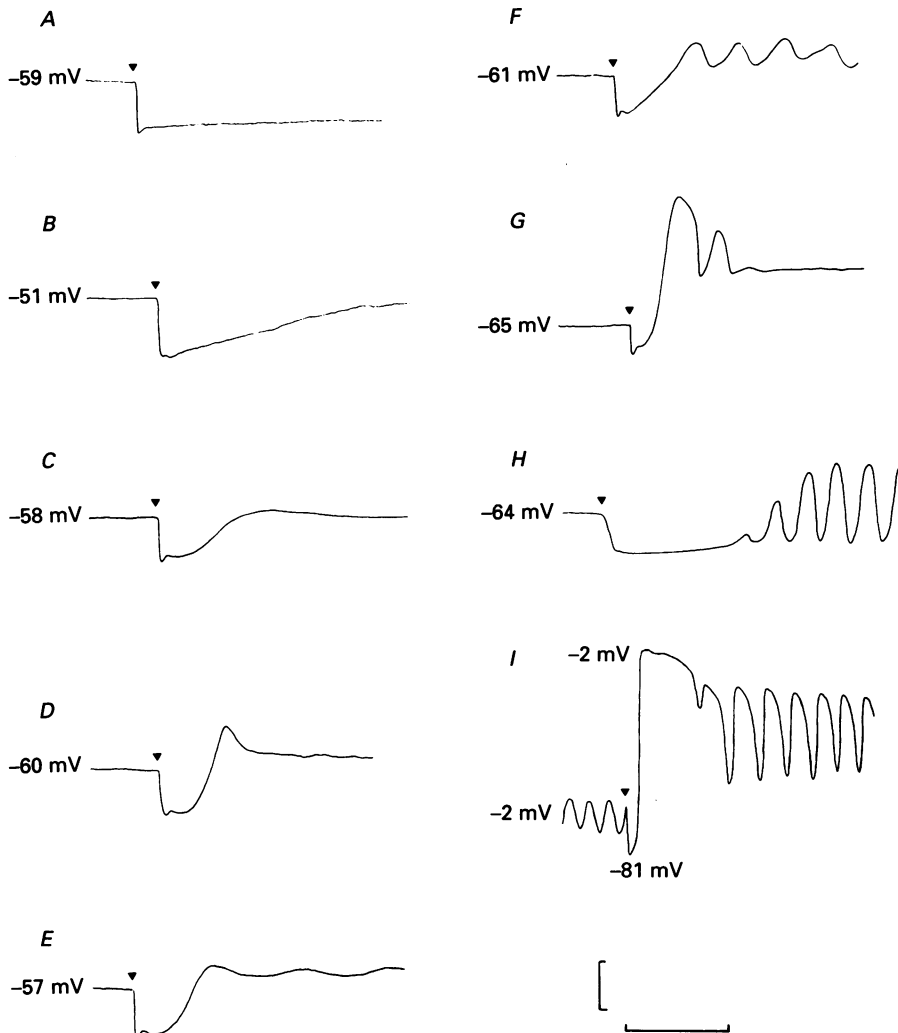 A
–59 mV
B
–51 mV
C
–58 mV
D
–60 mV
E
–57 mV
F
–61 mV
G
–65 mV
H
–64 mV
I
–2 mV
–2 mV
–81 mV